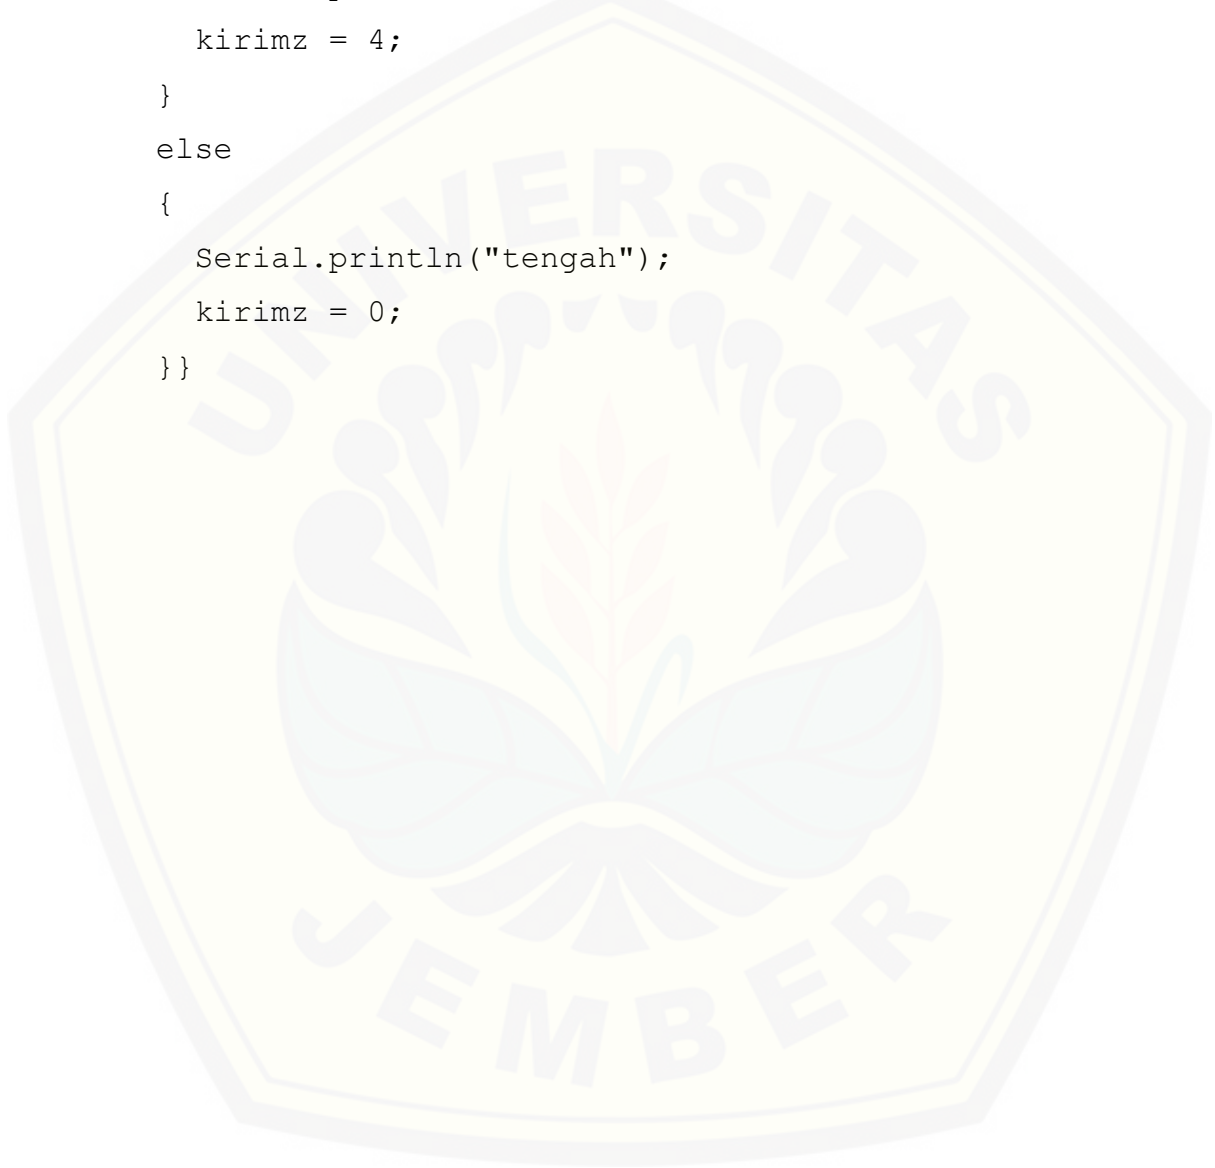 kirimz = 4;
}
else
{
  Serial.println("tengah");
  kirimz = 0;
}}
UNIVERSITAS
JEMBER